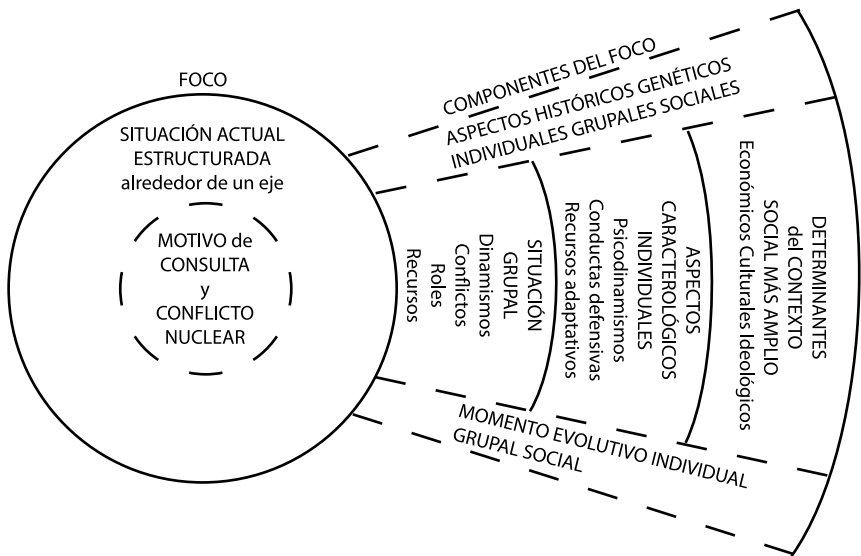 FOCO
SITUACIÓN ACTUAL
ESTRUCTURADA
alrededor de un eje
MOTIVO de
CONSULTA
y
CONFLICTO
NUCLEAR
COMPONENTES DEL FOCO
ASPECTOS HISTÓRICOS GENÉTICOS
INDIVIDUALES GRUPALES SOCIALES
SITUACIÓN
GRUPAL
Dinamismos
Conflictos
Roles
Recursos
ASPECTOS
CARACTEROLÓGICOS
INDIVIDUALES
Psicodinamismos
Conductas defensivas
Recursos adaptativos
DETERMINANTES
del CONTEXTO
SOCIAL MÁS AMPLIO
Económicos Culturales Ideológicos
MOMENTO EVOLUTIVO INDIVIDUAL
GRUPAL SOCIAL